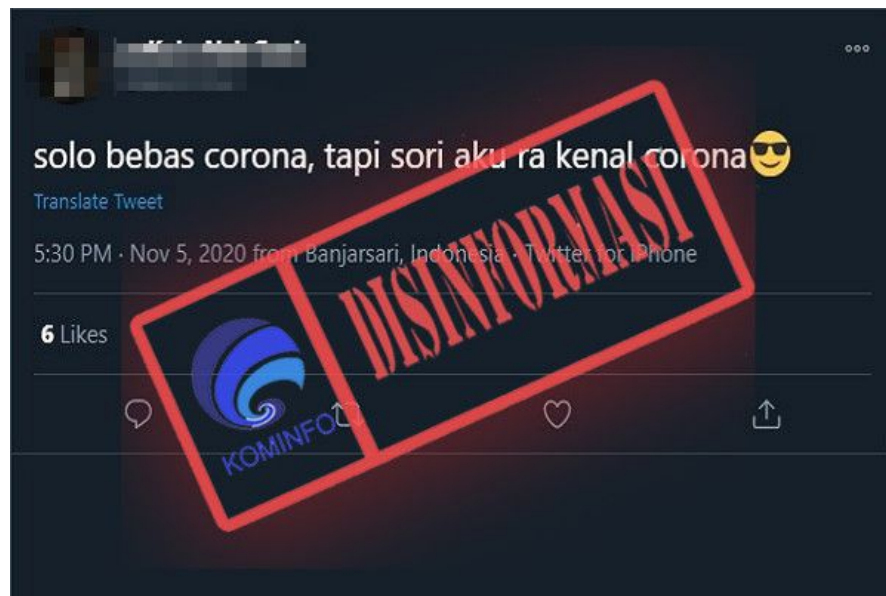 solo bebas corona, tapi sori aku ra kenal corona😎
Translate Tweet
5:30 PM · Nov 5, 2020 from Banjarsari, Indonesia · Twitter for iPhone
DISINFORMASI
6 Likes
KOMINFO